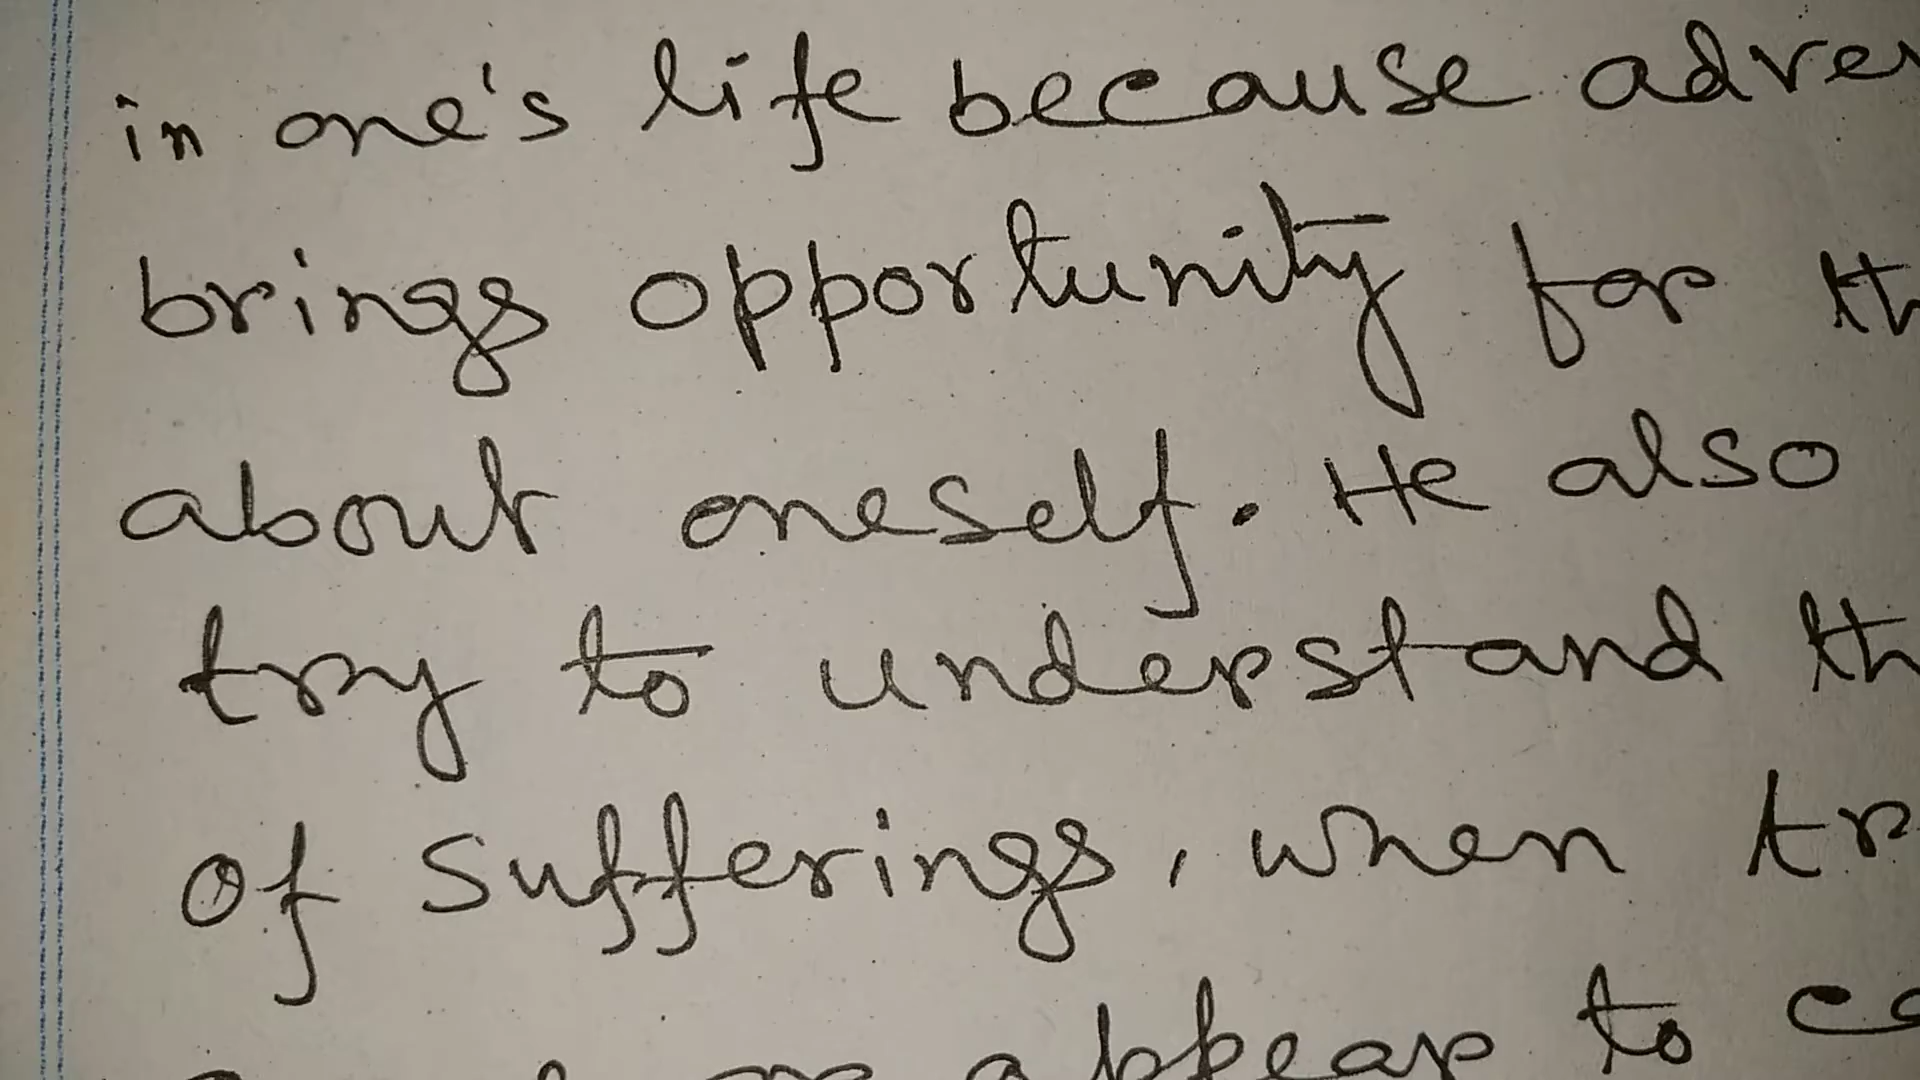 in one's life because
brings opportunity for
about oneself. He also
try to understand
of sufferings, when
appear to